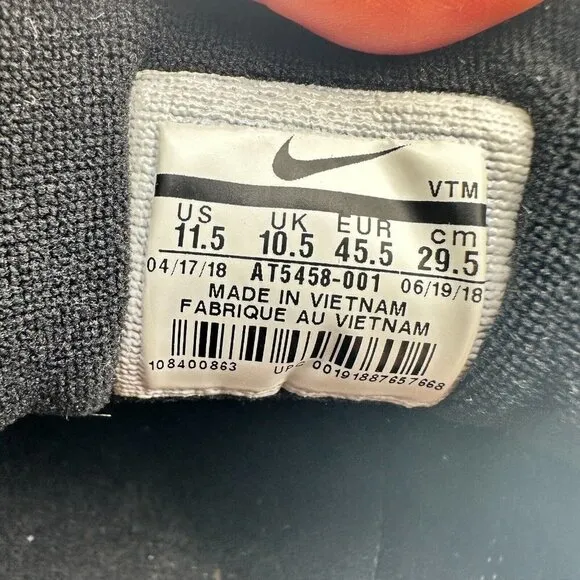 VTM
US UK EUR cm
11.5 10.5 45.5 29.5
04/17/18 AT5458-001 06/19/18
MADE IN VIETNAM
FABRIQUE AU VIETNAM
108400863 UPC 00191887657668